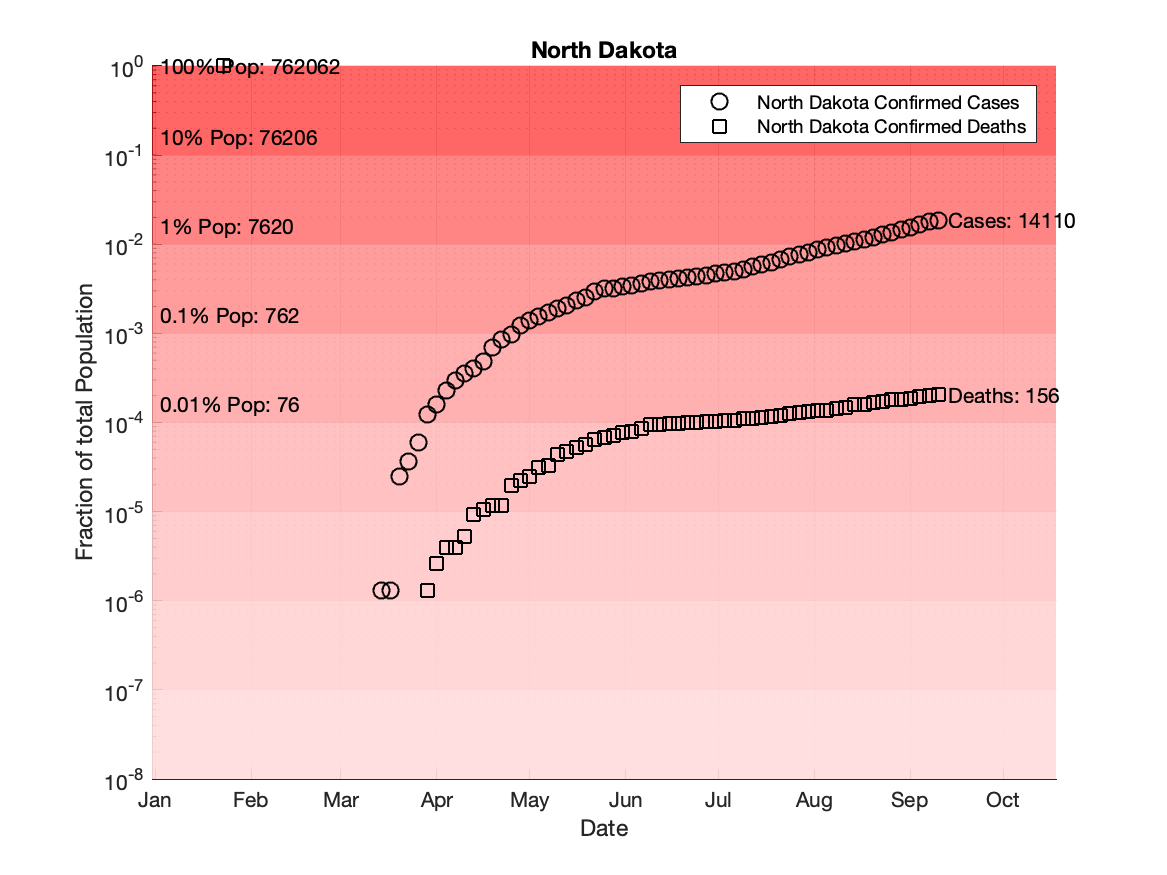 North Dakota
10^0
100% Pop: 762062
North Dakota Confirmed Cases
North Dakota Confirmed Deaths
10% Pop: 76206
10^-1
1% Pop: 7620
Cases: 14110
10^-2
0.1% Pop: 762
10^-3
0.01% Pop: 76
Deaths: 156
10^-4
10^-5
10^-6
10^-7
10^-8
Fraction of total Population
Jan Feb Mar Apr May Jun Jul Aug Sep Oct
Date